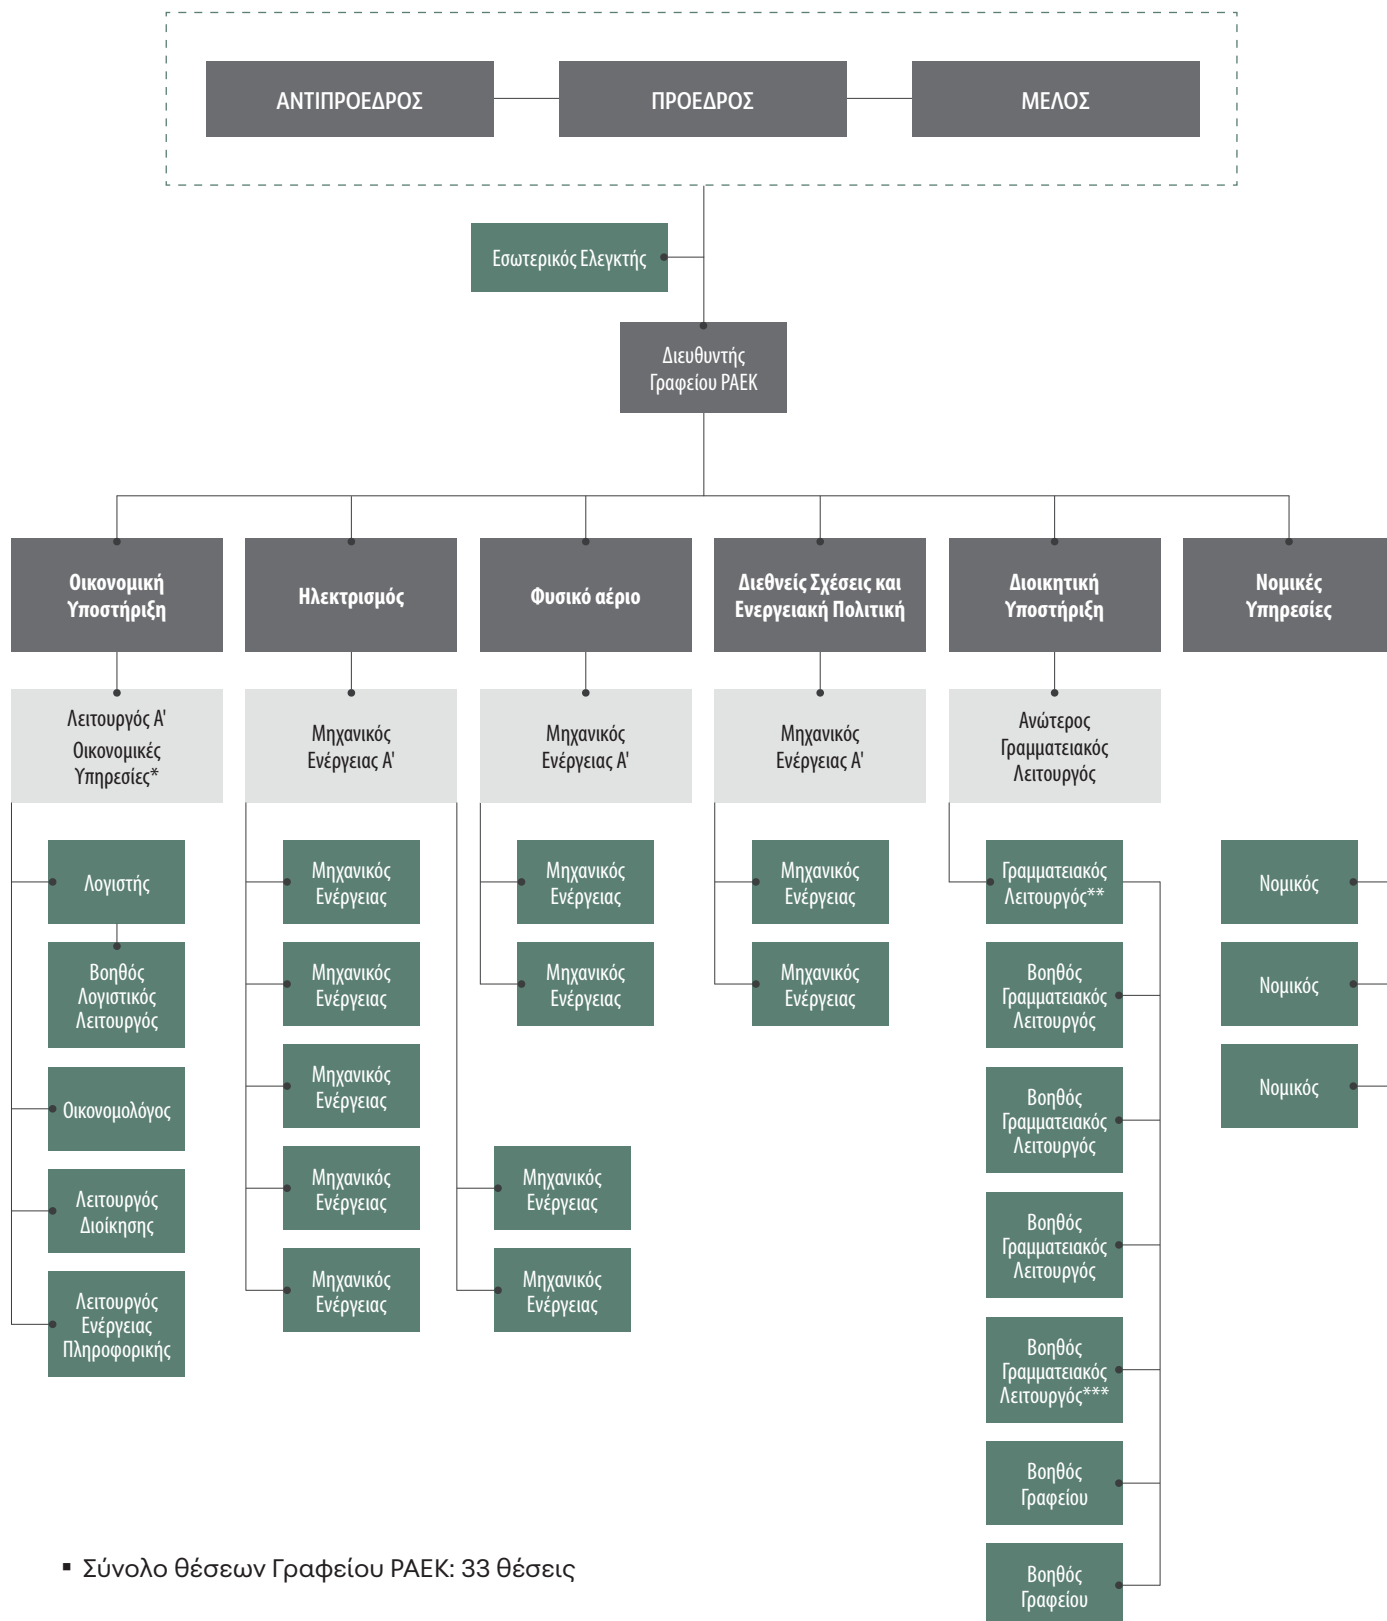 ΑΝΤΙΠΡΟΕΔΡΟΣ
ΠΡΟΕΔΡΟΣ
ΜΕΛΟΣ
Εσωτερικός Ελεγκτής
Διευθυντής
Γραφείου ΡΑΕΚ
Οικονομική
Υποστήριξη
Ηλεκτρισμός
Φυσικό αέριο
Διεθνείς Σχέσεις και
Ενεργειακή Πολιτική
Διοικητική
Υποστήριξη
Νομικές
Υπηρεσίες
Λειτουργός Α'
Οικονομικές
Υπηρεσίες*
Μηχανικός
Ενέργειας Α'
Μηχανικός
Ενέργειας Α'
Μηχανικός
Ενέργειας Α'
Ανώτερος
Γραμματειακός
Λειτουργός
Λογιστής
Βοηθός
Λογιστικός
Λειτουργός
Οικονομολόγος
Λειτουργός
Διοίκησης
Λειτουργός
Ενέργειας
Πληροφορικής
Μηχανικός
Ενέργειας
Μηχανικός
Ενέργειας
Μηχανικός
Ενέργειας
Μηχανικός
Ενέργειας
Μηχανικός
Ενέργειας
Μηχανικός
Ενέργειας
Μηχανικός
Ενέργειας
Μηχανικός
Ενέργειας
Μηχανικός
Ενέργειας
Μηχανικός
Ενέργειας
Μηχανικός
Ενέργειας
Γραμματειακός
Λειτουργός**
Βοηθός
Γραμματειακός
Λειτουργός
Βοηθός
Γραμματειακός
Λειτουργός
Βοηθός
Γραμματειακός
Λειτουργός
Βοηθός
Γραμματειακός
Λειτουργός***
Βοηθός
Γραφείου
Βοηθός
Γραφείου
Νομικός
Νομικός
Νομικός
▪ Σύνολο θέσεων Γραφείου ΡΑΕΚ: 33 θέσεις